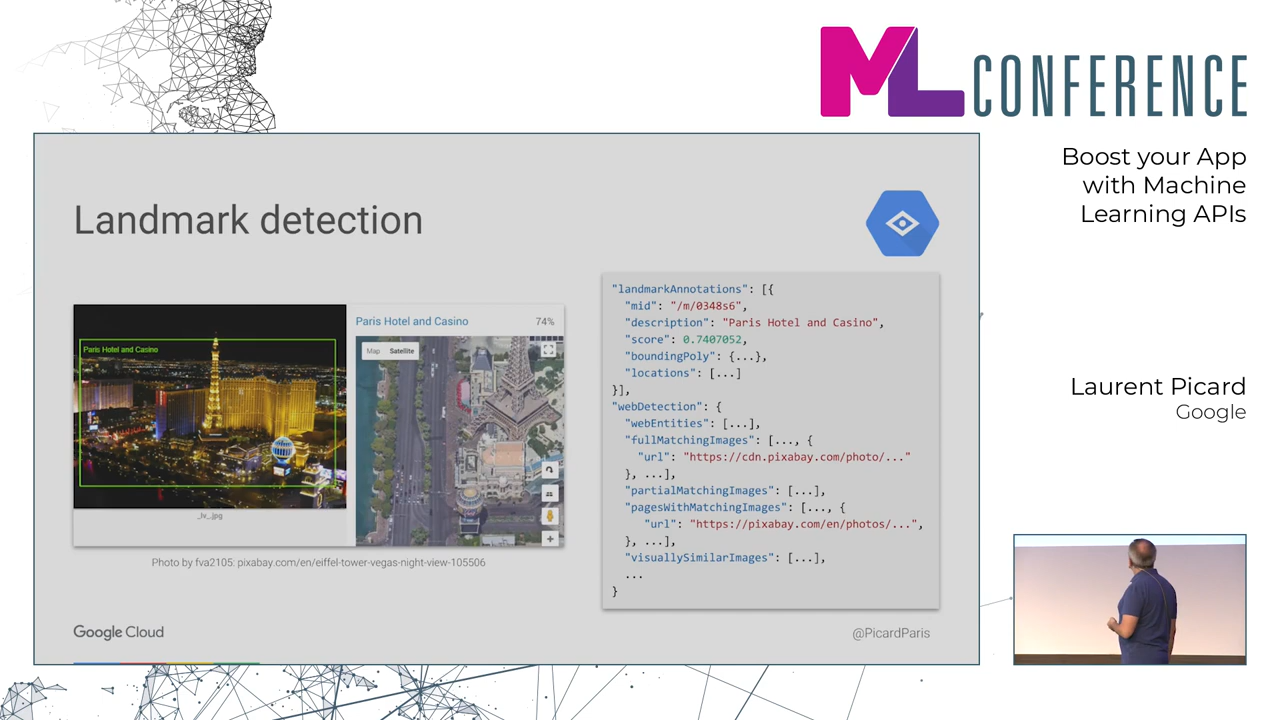 ML CONFERENCE
Boost your App
with Machine
Learning APIs
Laurent Picard
Google
Landmark detection
Paris Hotel and Casino
_lv_.jpg
Paris Hotel and Casino 74%
Map Satellite
Photo by fva2105: pixabay.com/en/eiffel-tower-vegas-night-view-105506
"landmarkAnnotations": [{
"mid": "/m/0348s6",
"description": "Paris Hotel and Casino",
"score": 0.7407052,
"boundingPoly": {...},
"locations": [...]
}],
"webDetection": {
"webEntities": [...],
"fullMatchingImages": [..., {
"url": "https://cdn.pixabay.com/photo/..."
}, ...],
"partialMatchingImages": [...],
"pagesWithMatchingImages": [..., {
"url": "https://pixabay.com/en/photos/...",
}, ...],
"visuallySimilarImages": [...],
...
}
Google Cloud
@PicardParis